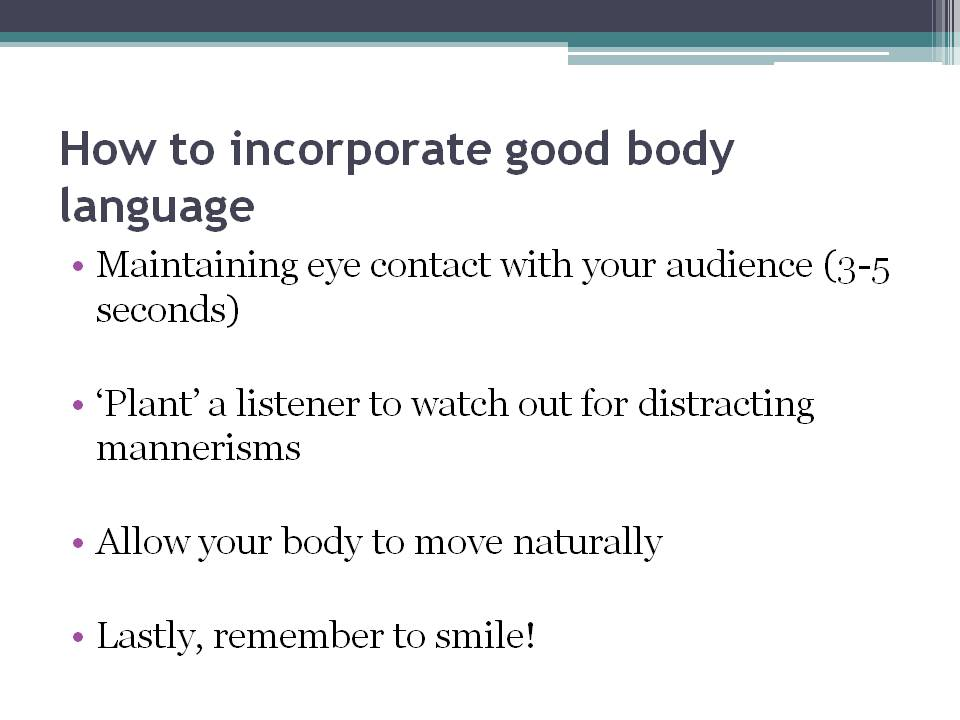 How to incorporate good body
language
• Maintaining eye contact with your audience (3-5
seconds)
• ‘Plant’ a listener to watch out for distracting
mannerisms
• Allow your body to move naturally
• Lastly, remember to smile!